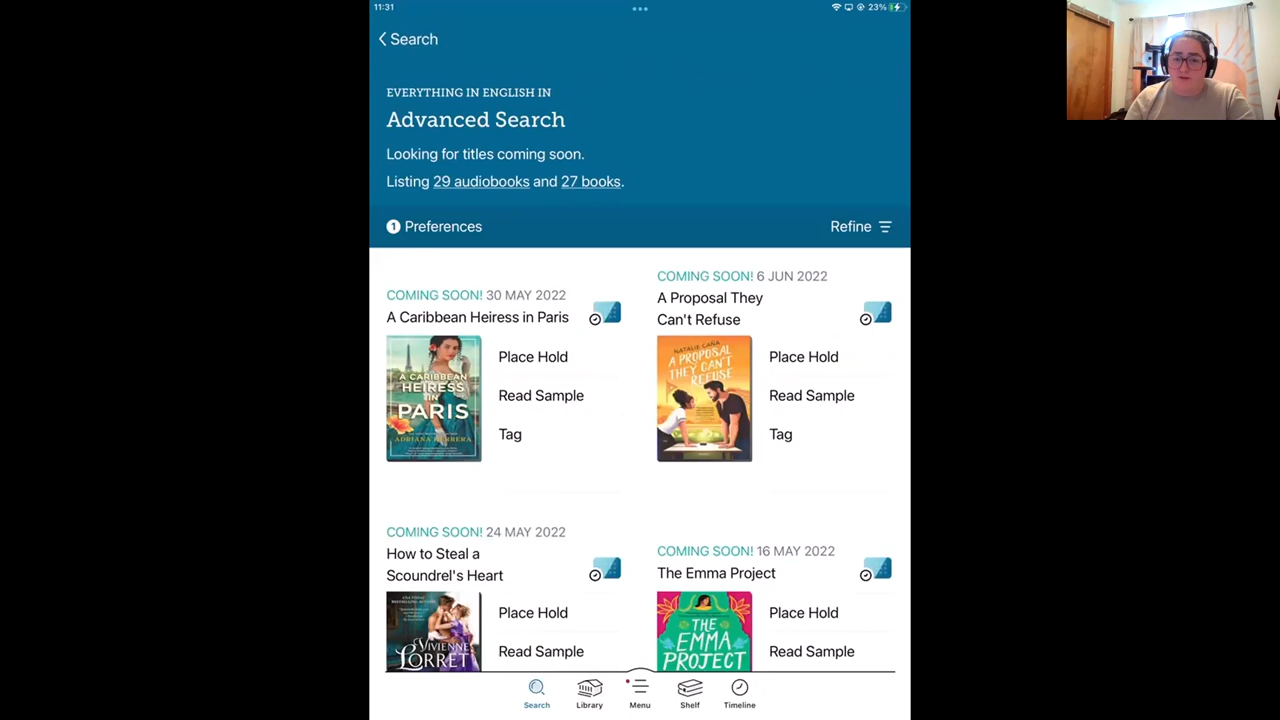 11:31
23%
Search
EVERYTHING IN ENGLISH IN
Advanced Search
Looking for titles coming soon.
Listing 29 audiobooks and 27 books.
1 Preferences
Refine
COMING SOON! 30 MAY 2022
A Caribbean Heiress in Paris
A CARIBBEAN
HEIRESS
IN
PARIS
ADRIANA HERRERA
Place Hold
Read Sample
Tag
COMING SOON! 6 JUN 2022
A Proposal They
Can't Refuse
NATALIE CAÑA
A PROPOSAL
THEY CAN'T
REFUSE
Place Hold
Read Sample
Tag
COMING SOON! 24 MAY 2022
How to Steal a
Scoundrel's Heart
VIVIENNE
LORRET
Place Hold
Read Sample
COMING SOON! 16 MAY 2022
The Emma Project
THE
EMMA
PROJECT
Place Hold
Read Sample
Search
Library
Menu
Shelf
Timeline